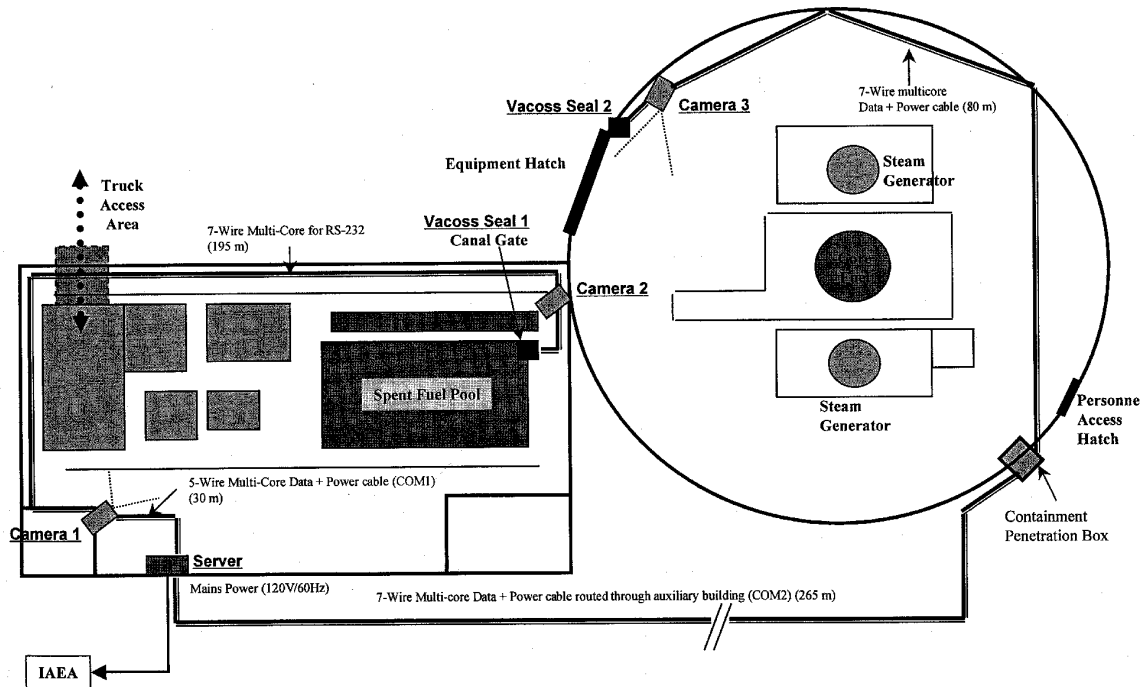 Vacoss Seal 2
Camera 3
7-Wire multicore
Data + Power cable (80 m)
Equipment Hatch
Steam
Generator
Truck
Access
Area
Vacoss Seal 1
Canal Gate
7-Wire Multi-Core for RS-232
(195 m)
Camera 2
Spent Fuel Pool
Steam
Generator
Personne
Access
Hatch
5-Wire Multi-Core Data + Power cable (COM1)
(30 m)
Camera 1
Containment
Penetration Box
Server
Mains Power (120V/60Hz)
7-Wire Multi-core Data + Power cable routed through auxiliary building (COM2) (265 m)
IAEA